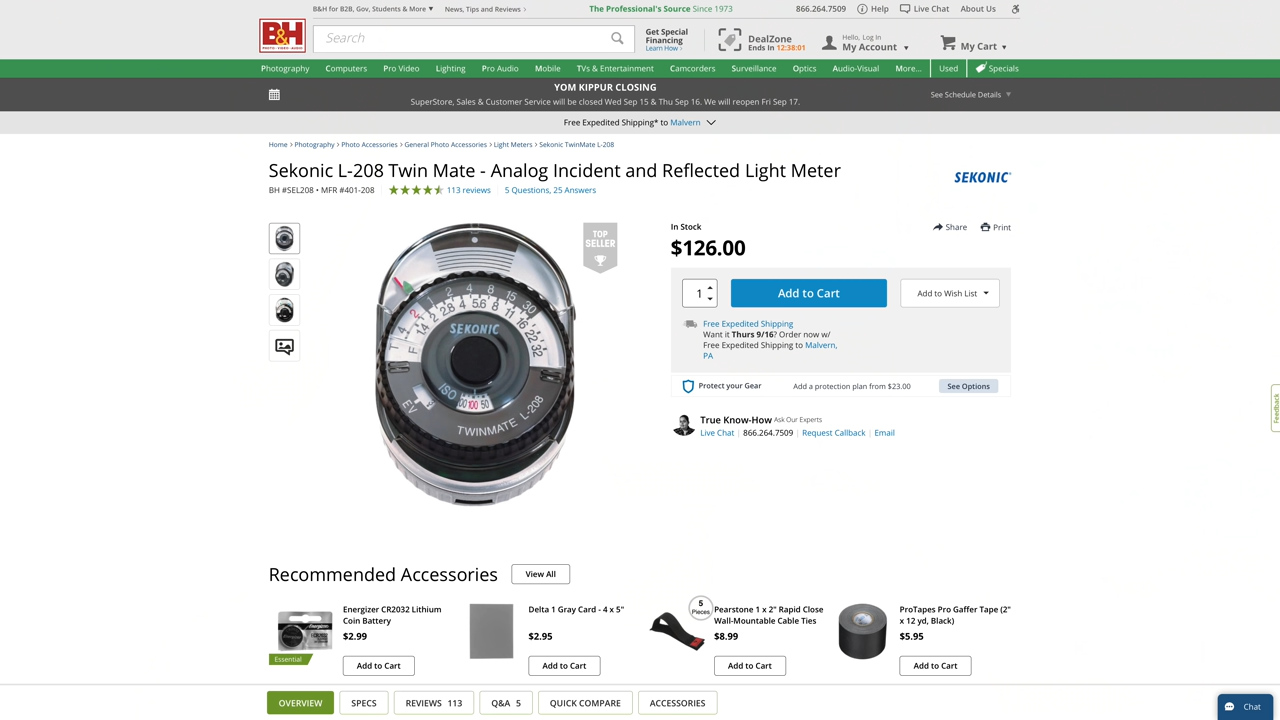 B&H for B2B, Gov, Students & More
News, Tips and Reviews
The Professional's Source Since 1973
866.264.7509
Help
Live Chat
About Us
B&H
PHOTO · VIDEO · AUDIO
Search
Get Special
Financing
Learn How
DealZone
Ends In 12:38:01
Hello, Log In
My Account
My Cart
Photography
Computers
Pro Video
Lighting
Pro Audio
Mobile
TVs & Entertainment
Camcorders
Surveillance
Optics
Audio-Visual
More...
Used
Specials
YOM KIPPUR CLOSING
SuperStore, Sales & Customer Service will be closed Wed Sep 15 & Thu Sep 16. We will reopen Fri Sep 17.
See Schedule Details
Free Expedited Shipping* to Malvern
Home › Photography › Photo Accessories › General Photo Accessories › Light Meters › Sekonic TwinMate L-208
Sekonic L-208 Twin Mate - Analog Incident and Reflected Light Meter
BH #SEL208 • MFR #401-208
113 reviews
5 Questions, 25 Answers
SEKONIC
TOP
SELLER
SEKONIC
ISO
100 50
EV
TWINMATE L-208
In Stock
Share
Print
$126.00
1
Add to Cart
Add to Wish List
Free Expedited Shipping
Want it Thurs 9/16? Order now w/
Free Expedited Shipping to Malvern,
PA
Protect your Gear
Add a protection plan from $23.00
See Options
True Know-How Ask Our Experts
Live Chat | 866.264.7509 | Request Callback | Email
Feedback
Recommended Accessories
View All
Energizer CR2032 Lithium
Coin Battery
$2.99
Essential
Add to Cart
Delta 1 Gray Card - 4 x 5"
$2.95
Add to Cart
5
Pieces
Pearstone 1 x 2" Rapid Close
Wall-Mountable Cable Ties
$8.99
Add to Cart
ProTapes Pro Gaffer Tape (2"
x 12 yd, Black)
$5.95
Add to Cart
OVERVIEW
SPECS
REVIEWS 113
Q&A 5
QUICK COMPARE
ACCESSORIES
Chat